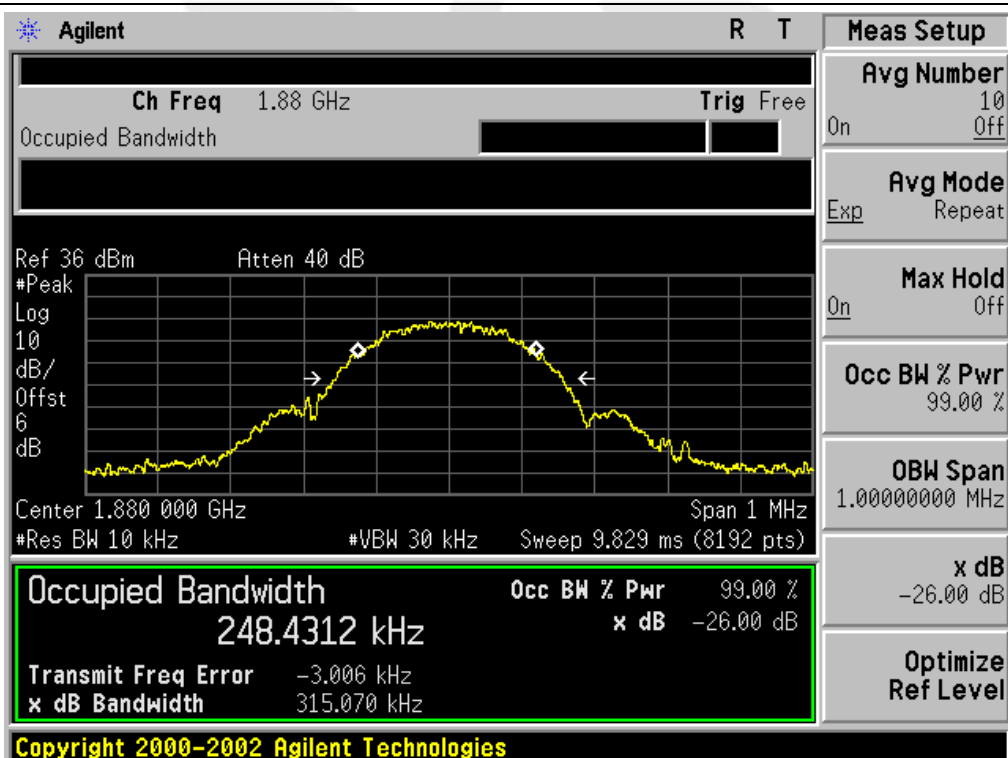 Agilent R T
Ch Freq 1.88 GHz Trig Free
Occupied Bandwidth
Ref 36 dBm Atten 40 dB
#Peak
Log
10
dB/
Offst
6
dB
Center 1.880 000 GHz Span 1 MHz
#Res BW 10 kHz #VBW 30 kHz Sweep 9.829 ms (8192 pts)
Occupied Bandwidth
248.4312 kHz
Occ BW % Pwr 99.00 %
x dB -26.00 dB
Transmit Freq Error -3.006 kHz
x dB Bandwidth 315.070 kHz
Copyright 2000-2002 Agilent Technologies
Meas Setup
Avg Number
10
On Off
Avg Mode
Exp Repeat
Max Hold
On Off
Occ BW % Pwr
99.00 %
OBW Span
1.00000000 MHz
x dB
-26.00 dB
Optimize
Ref Level